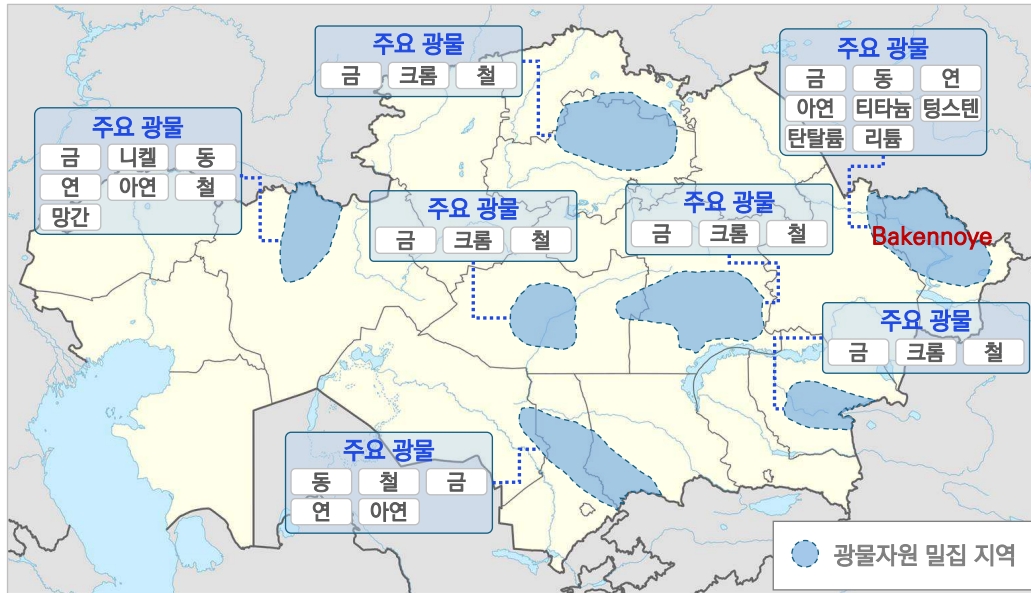 주요 광물
금 크롬 철
주요 광물
금 동 연
아연 티타늄 텅스텐
탄탈륨 리튬
주요 광물
금 니켈 동
연 아연 철
망간
주요 광물
금 크롬 철
주요 광물
금 크롬 철
Bakennoye
주요 광물
금 크롬 철
주요 광물
동 철 금
연 아연
광물자원 밀집 지역